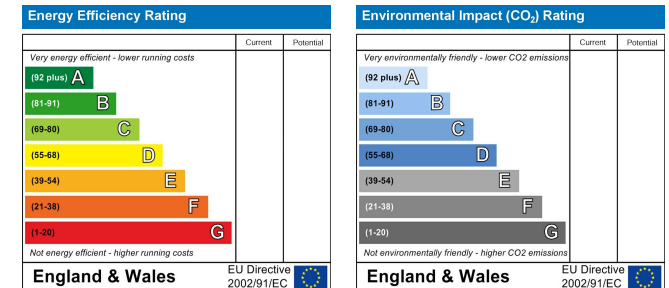 Energy Efficiency Rating
Current Potential
Very energy efficient - lower running costs
(92 plus) A
(81-91) B
(69-80) C
(55-68) D
(39-54) E
(21-38) F
(1-20) G
Not energy efficient - higher running costs
England & Wales
EU Directive
2002/91/EC
Environmental Impact (CO₂) Rating
Current Potential
Very environmentally friendly - lower CO2 emissions
(92 plus) A
(81-91) B
(69-80) C
(55-68) D
(39-54) E
(21-38) F
(1-20) G
Not environmentally friendly - higher CO2 emissions
England & Wales
EU Directive
2002/91/EC